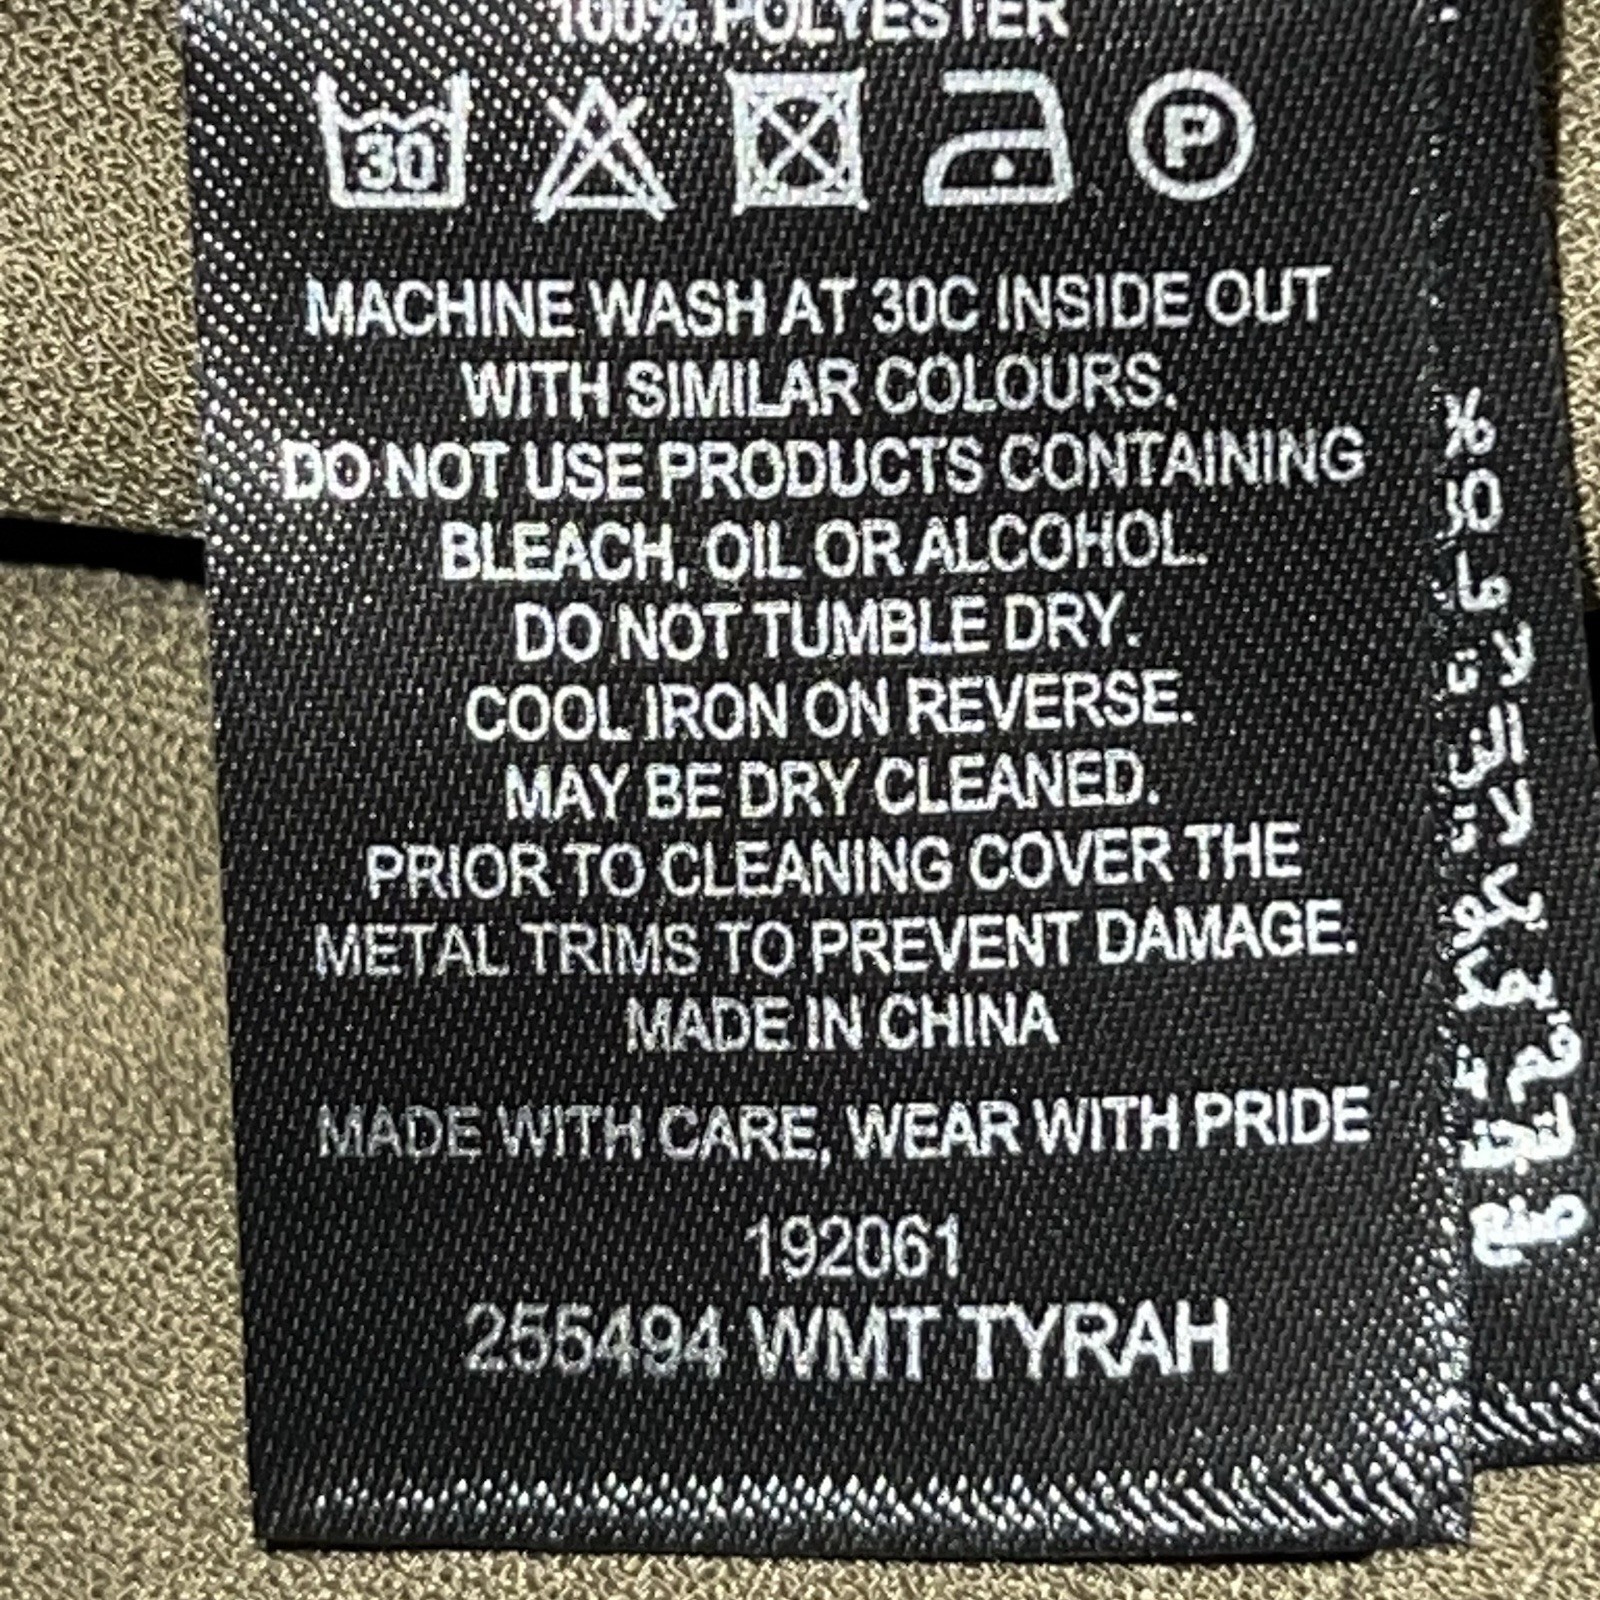 100% POLYESTER
30
P
MACHINE WASH AT 30C INSIDE OUT
WITH SIMILAR COLOURS.
DO NOT USE PRODUCTS CONTAINING
BLEACH, OIL OR ALCOHOL.
DO NOT TUMBLE DRY.
COOL IRON ON REVERSE.
MAY BE DRY CLEANED.
PRIOR TO CLEANING COVER THE
METAL TRIMS TO PREVENT DAMAGE.
MADE IN CHINA
MADE WITH CARE, WEAR WITH PRIDE
192061
255494 WMT TYRAH